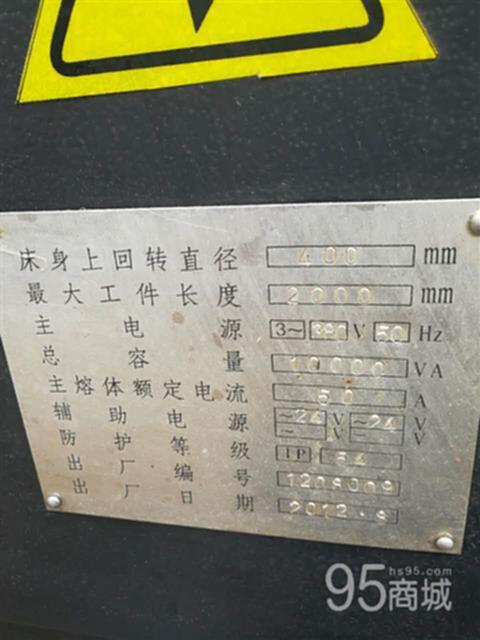 床身上回转直径 400 mm
最大工件长度 2000 mm
主电源 3~ 380 V 50 Hz
总容量 10000 VA
主熔体额定电流 50 A
辅助电源 ~24 V ~24 V
~ V ~ V
防护等级 IP 54
出厂编号 1208009
出厂日期 2012.8
95商城
hs95.com